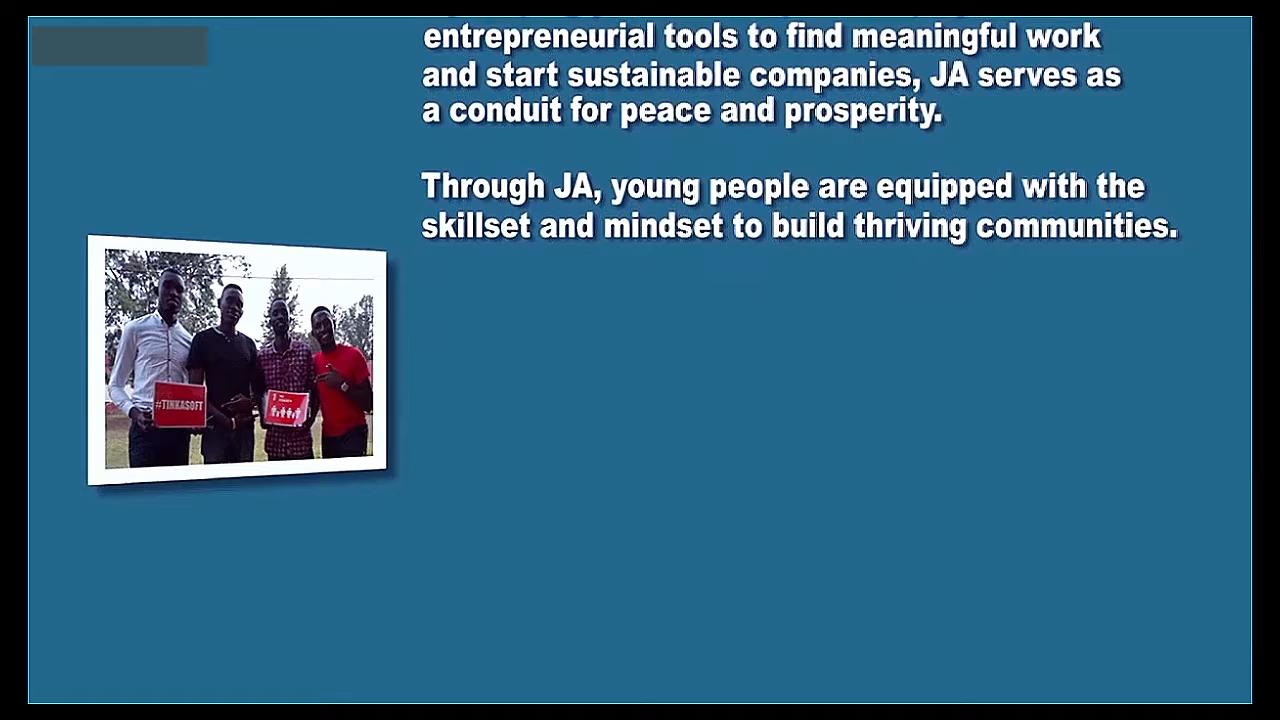 entrepreneurial tools to find meaningful work
and start sustainable companies, JA serves as
a conduit for peace and prosperity.
Through JA, young people are equipped with the
skillset and mindset to build thriving communities.
#TINKASOFT